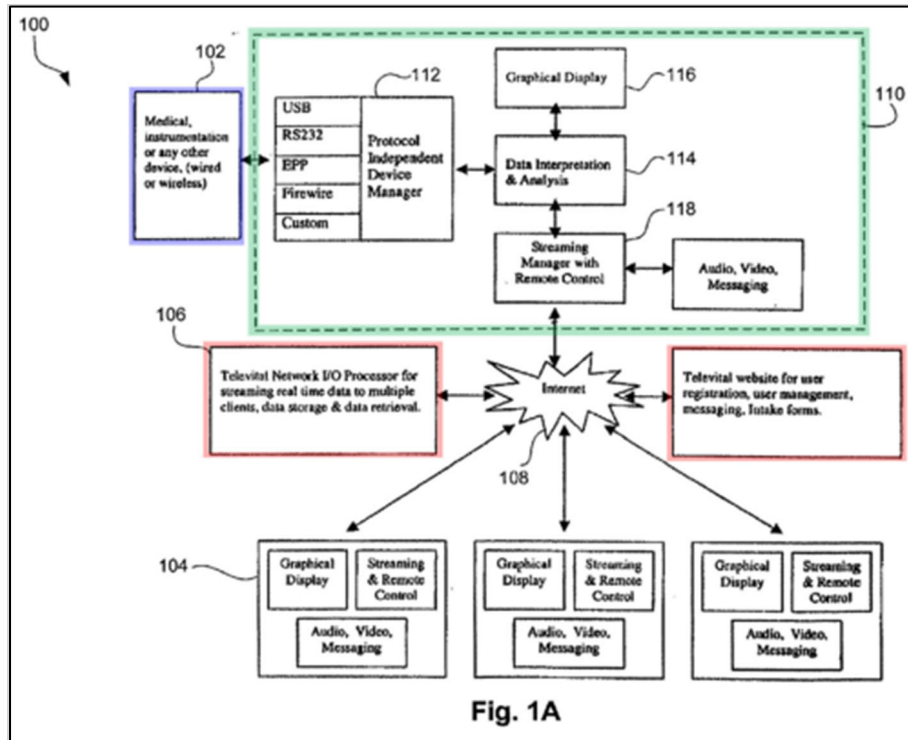 100
102
Medical,
instrumentation
or any other
device, (wired
or wireless)
112
USB
RS232
EPP
Firewire
Custom
Protocol
Independent
Device
Manager
Graphical Display
116
110
Data Interpretation
& Analysis
114
118
Streaming
Manager with
Remote Control
Audio, Video,
Messaging
106
Televital Network I/O Processor for
streaming real time data to multiple
clients, data storage & data retrieval.
Internet
108
Televital website for user
registration, user management,
messaging, Intake forms.
104
Graphical
Display
Streaming
& Remote
Control
Audio, Video,
Messaging
Graphical
Display
Streaming
& Remote
Control
Audio, Video,
Messaging
Graphical
Display
Streaming
& Remote
Control
Audio, Video,
Messaging
Fig. 1A